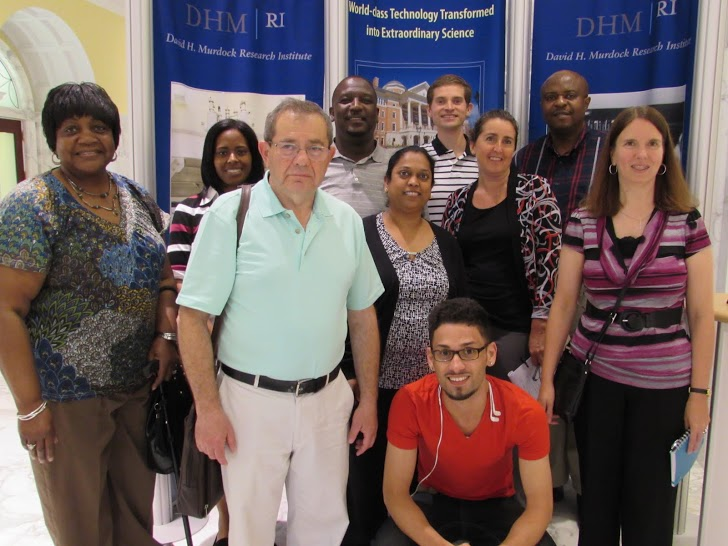 DHM|RI
David H. Murdock Research Institute
World-class Technology Transformed
into Extraordinary Science
DHM|RI
David H. Murdock Research Institute